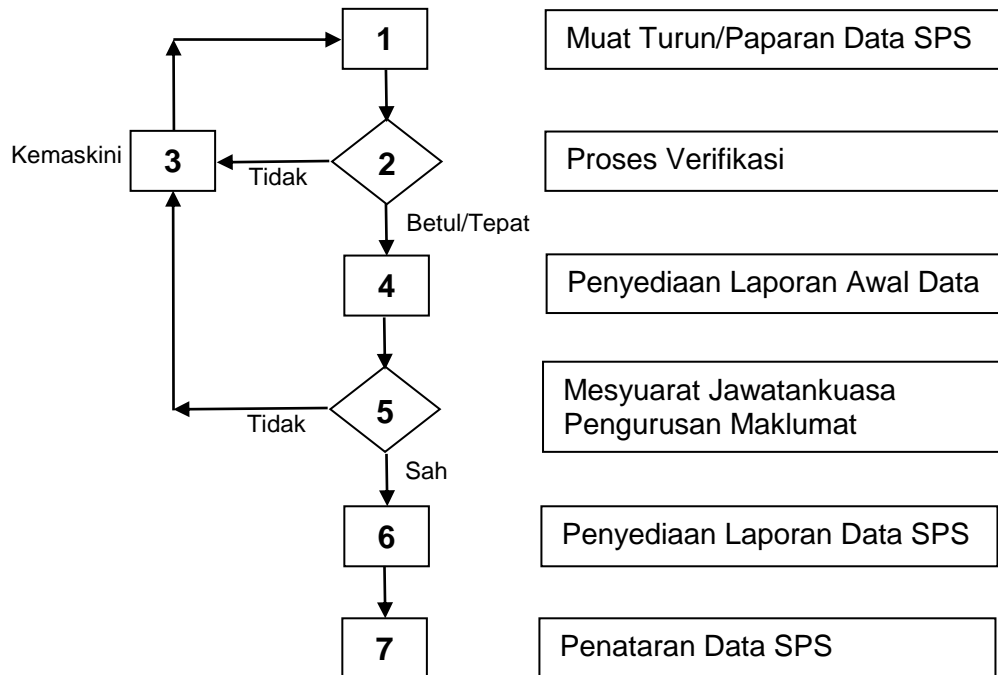 1
Muat Turun/Paparan Data SPS
Kemaskini
3
Tidak
2
Proses Verifikasi
Betul/Tepat
4
Penyediaan Laporan Awal Data
Tidak
5
Mesyuarat Jawatankuasa
Pengurusan Maklumat
Sah
6
Penyediaan Laporan Data SPS
7
Penataran Data SPS